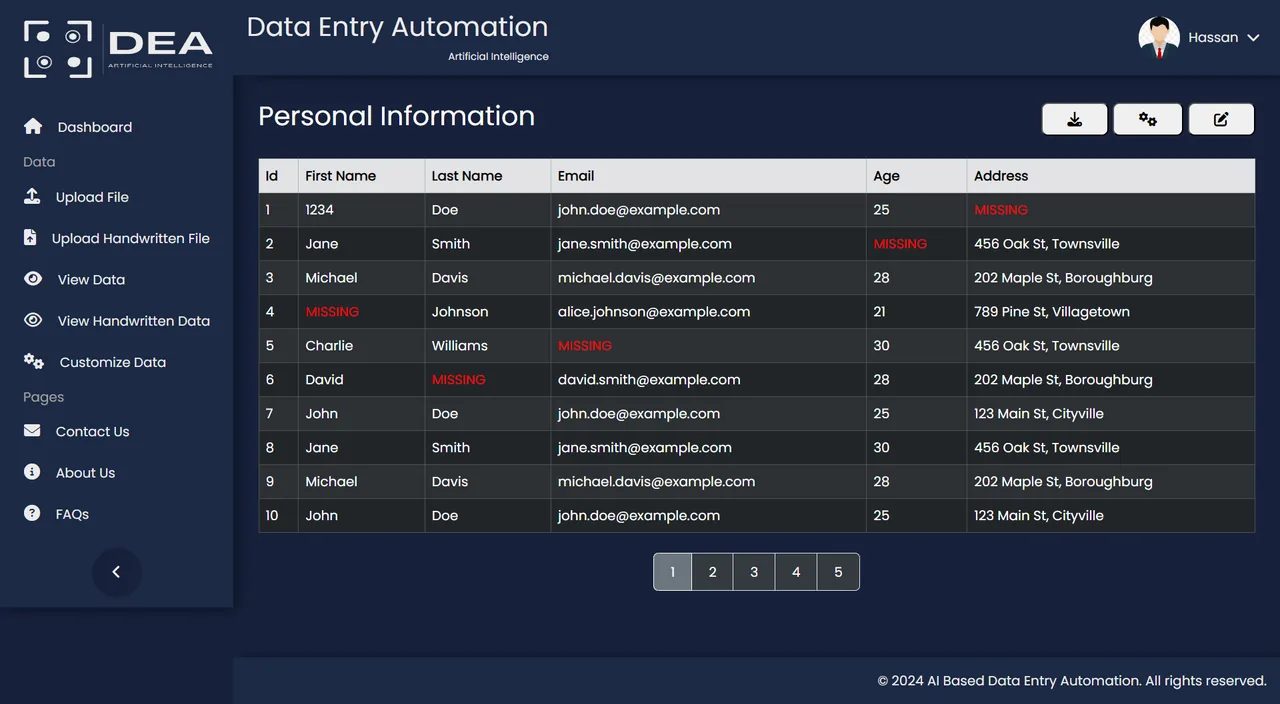 DEA
ARTIFICIAL INTELLIGENCE
Data Entry Automation
Artificial Intelligence
Hassan
Dashboard
Data
Upload File
Upload Handwritten File
View Data
View Handwritten Data
Customize Data
Pages
Contact Us
About Us
FAQs
Personal Information
Id First Name Last Name Email Age Address
1 1234 Doe john.doe@example.com 25 MISSING
2 Jane Smith jane.smith@example.com MISSING 456 Oak St, Townsville
3 Michael Davis michael.davis@example.com 28 202 Maple St, Boroughburg
4 MISSING Johnson alice.johnson@example.com 21 789 Pine St, Villagetown
5 Charlie Williams MISSING 30 456 Oak St, Townsville
6 David MISSING david.smith@example.com 28 202 Maple St, Boroughburg
7 John Doe john.doe@example.com 25 123 Main St, Cityville
8 Jane Smith jane.smith@example.com 30 456 Oak St, Townsville
9 Michael Davis michael.davis@example.com 28 202 Maple St, Boroughburg
10 John Doe john.doe@example.com 25 123 Main St, Cityville
1 2 3 4 5
© 2024 AI Based Data Entry Automation. All rights reserved.